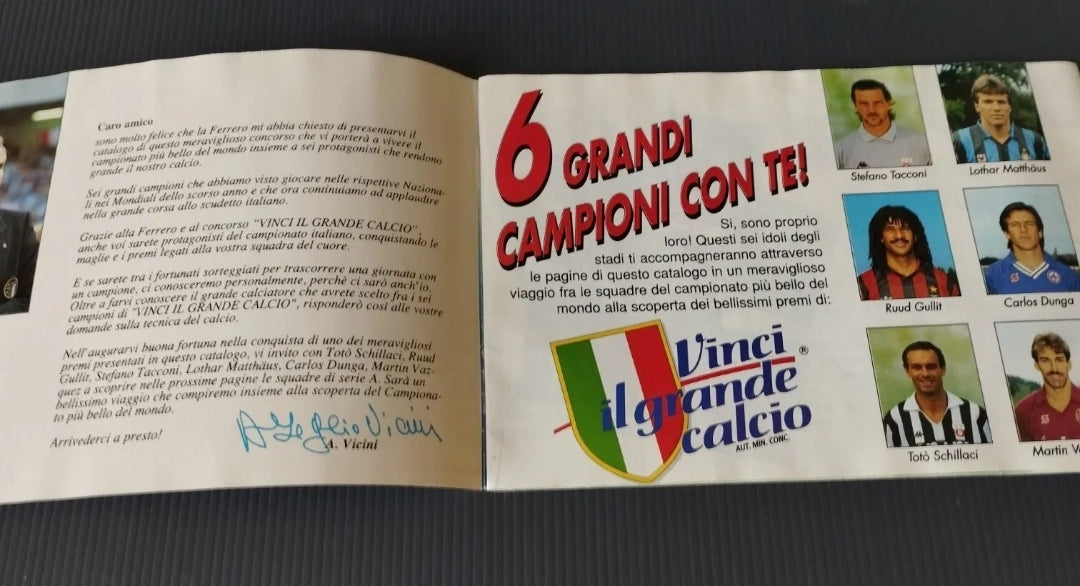 Caro amico
sono molto felice che la Ferrero mi abbia chiesto di presentarvi il
catalogo di questo meraviglioso concorso che vi porterà a vivere il
campionato più bello del mondo insieme a sei protagonisti che rendono
grande il nostro calcio.
Sei grandi campioni che abbiamo visto giocare nelle rispettive Naziona-
li nei Mondiali dello scorso anno e che ora continuiamo ad applaudire
nella grande corsa allo scudetto italiano.
Grazie alla Ferrero e al concorso "VINCI IL GRANDE CALCIO",
anche voi sarete protagonisti del campionato italiano, conquistando le
maglie e i premi legati alla vostra squadra del cuore.
E se sarete tra i fortunati sorteggiati per trascorrere una giornata con
un campione, ci conosceremo personalmente, perchè ci sarò anch'io.
Oltre a farvi conoscere il grande calciatore che avrete scelto fra i sei
campioni di "VINCI IL GRANDE CALCIO", risponderò così alle vostre
domande sulla tecnica del calcio.
Nell'augurarvi buona fortuna nella conquista di uno dei meravigliosi
premi presentati in questo catalogo, vi invito con Totò Schillaci, Ruud
Gullit, Stefano Tacconi, Lothar Matthäus, Carlos Dunga, Martin Vaz-
quez a scoprire nelle prossime pagine le squadre di serie A. Sarà un
bellissimo viaggio che compiremo insieme alla scoperta del Campiona-
to più bello del mondo.
Arrivederci a presto!
Azeglio Vicini
A. Vicini
6 GRANDI
CAMPIONI CON TE!
Si, sono proprio
loro! Questi sei idoli degli
stadi ti accompagneranno attraverso
le pagine di questo catalogo in un meraviglioso
viaggio fra le squadre del campionato più bello del
mondo alla scoperta dei bellissimi premi di:
Vinci
il grande
calcio
®
AUT. MIN. CONC.
Stefano Tacconi
Lothar Matthäus
Ruud Gullit
Carlos Dunga
Totò Schillaci
Martin